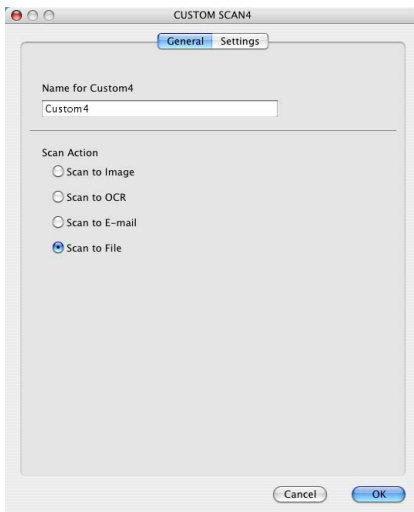 CUSTOM SCAN4
General Settings
Name for Custom4
Custom4
Scan Action
Scan to Image
Scan to OCR
Scan to E-mail
Scan to File
Cancel OK